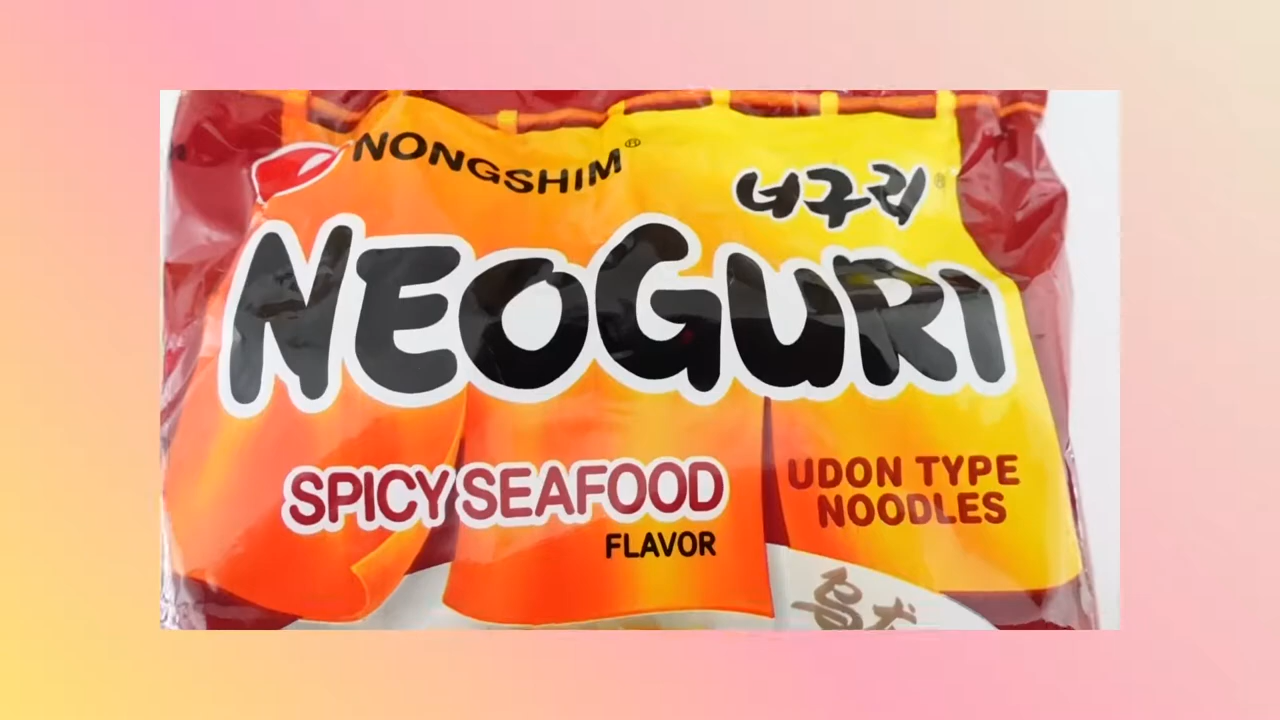 NONGSHIM®
너구리®
NEOGURI
SPICY SEAFOOD
FLAVOR
UDON TYPE
NOODLES